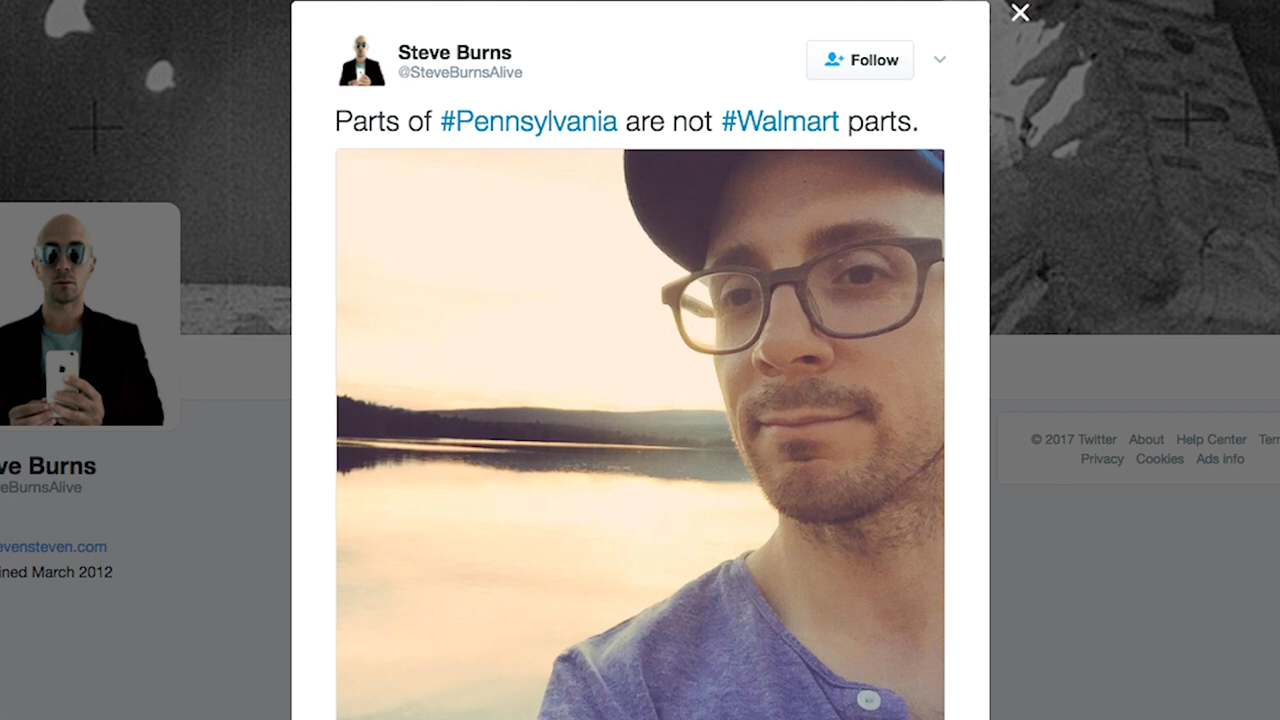 Steve Burns
@SteveBurnsAlive
Follow
Parts of #Pennsylvania are not #Walmart parts.
ve Burns
eBurnsAlive
evensteven.com
ined March 2012
© 2017 Twitter About Help Center Ter
Privacy Cookies Ads info